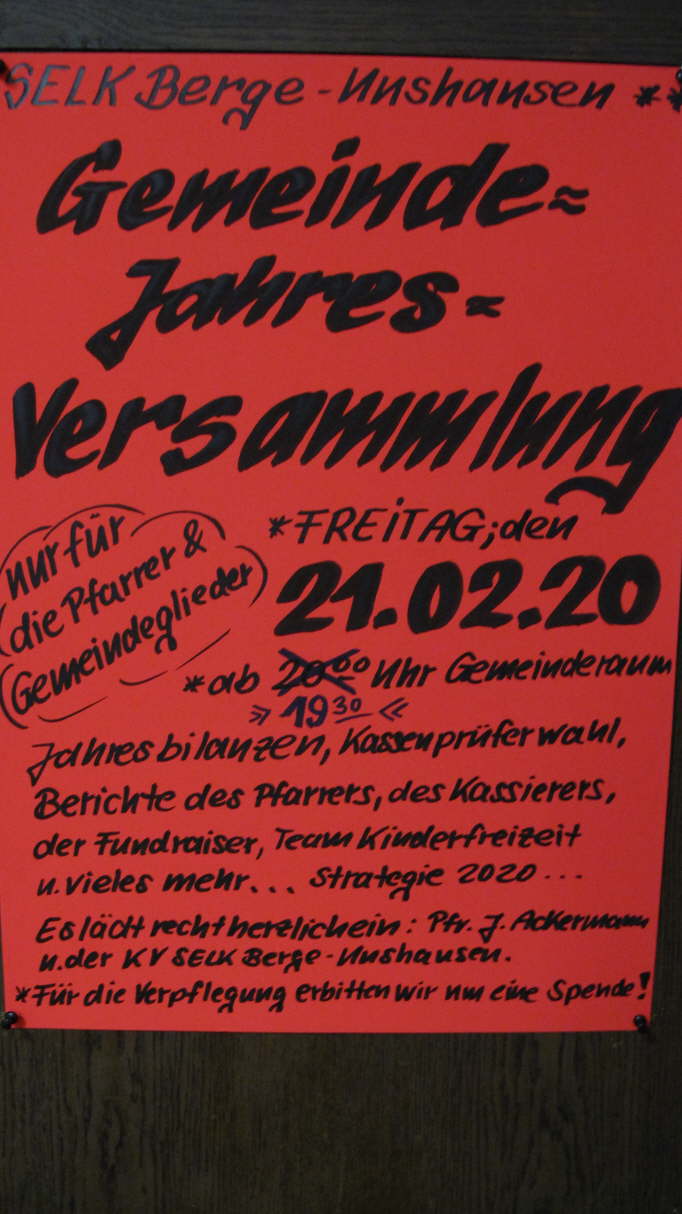 SELK Berge-Unshausen **
Gemeinde=
Jahres=
Versammlung
nur für
die Pfarrer &
Gemeindeglieder
*FREITAG; den
21.02.20
*ab 20⁰⁰ Uhr Gemeinderaum
» 19³⁰ «
Jahresbilanzen, Kassenprüferwahl,
Berichte des Pfarrers, des Kassierers,
der Fundraiser, Team Kinderfreizeit
u. vieles mehr... Strategie 2020...
Es lädt recht herzlich ein: Pfr. J. Ackermann
u. der KV SELK Berge-Unshausen.
*Für die Verpflegung erbitten wir um eine Spende!